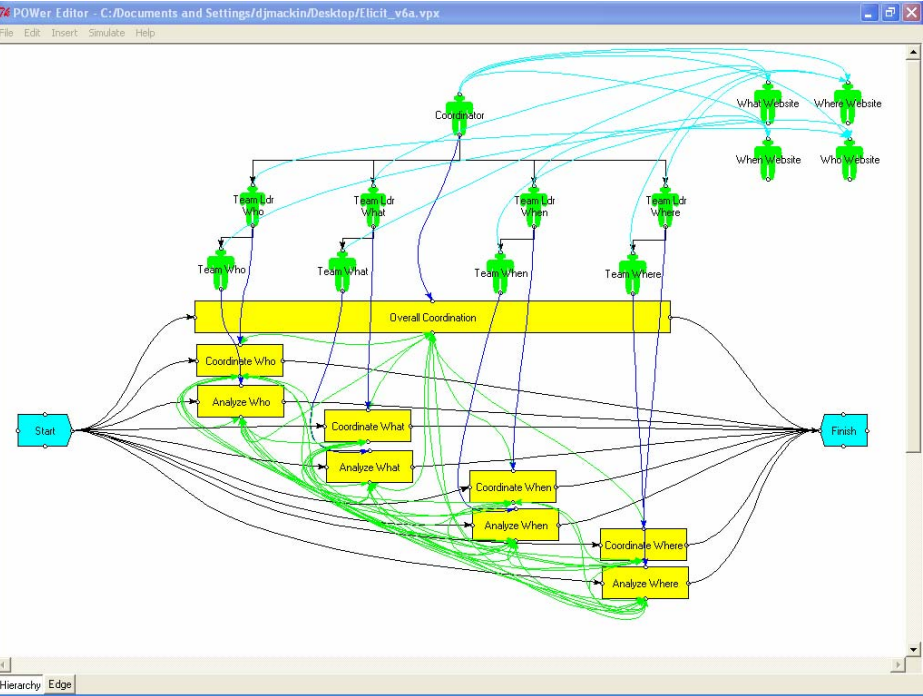 POWer Editor - C:/Documents and Settings/djmackin/Desktop/Elicit_v6a.vpx
File Edit Insert Simulate Help
Coordinator
What Website
Where Website
When Website
Who Website
Team Ldr
Who
Team Ldr
What
Team Ldr
When
Team Ldr
Where
Team Who
Team What
Team When
Team Where
Overall Coordination
Coordinate Who
Analyze Who
Start
Coordinate What
Finish
Analyze What
Coordinate When
Analyze When
Coordinate Where
Analyze Where
Hierarchy Edge